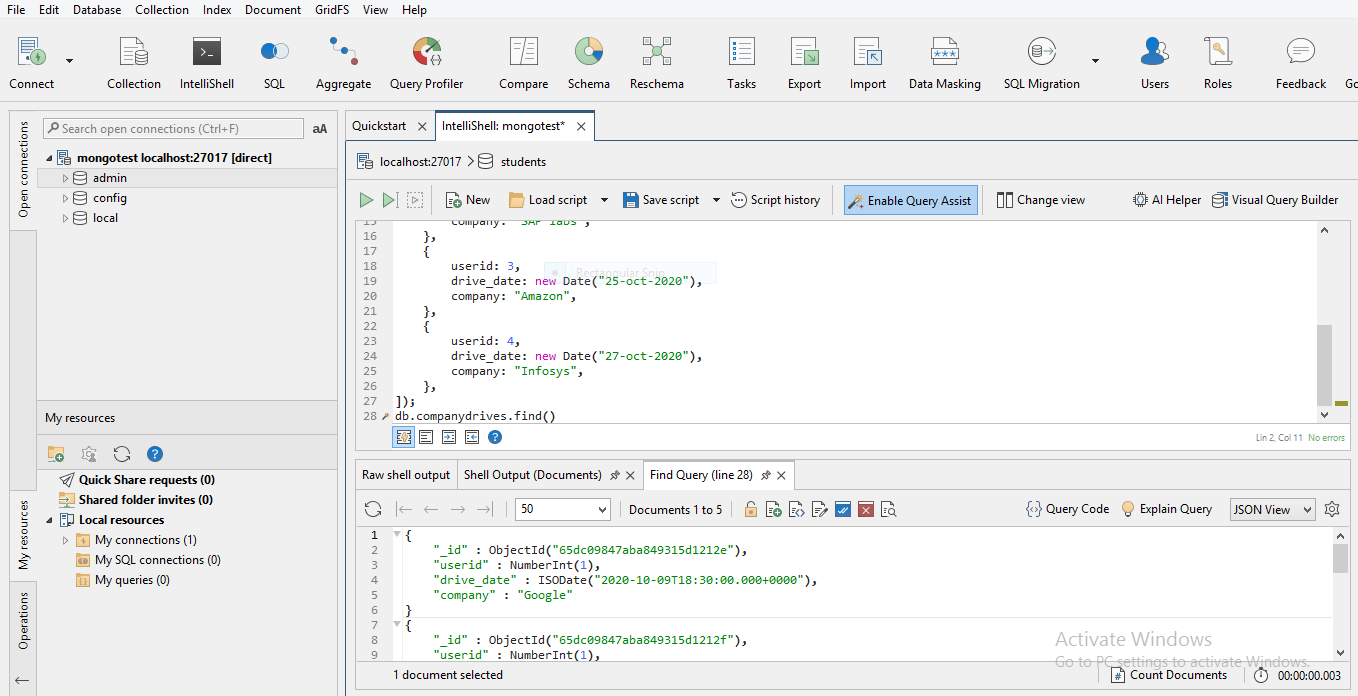 File Edit Database Collection Index Document GridFS View Help
Connect Collection IntelliShell SQL Aggregate Query Profiler Compare Schema Reschema Tasks Export Import Data Masking SQL Migration Users Roles Feedback
Open connections
Search open connections (Ctrl+F) aA
mongotest localhost:27017 [direct]
admin
config
local
My resources
Quick Share requests (0)
Shared folder invites (0)
Local resources
My connections (1)
My SQL connections (0)
My queries (0)
My resources
Operations
Quickstart IntelliShell: mongotest*
localhost:27017 students
New Load script Save script Script history Enable Query Assist Change view AI Helper Visual Query Builder
15 company: "SAP labs",
16 },
17 {
18 userid: 3,
Rectangular Snip
19 drive_date: new Date("25-oct-2020"),
20 company: "Amazon",
21 },
22 {
23 userid: 4,
24 drive_date: new Date("27-oct-2020"),
25 company: "Infosys",
26 },
27 ]);
28 db.companydrives.find()
Lin 2, Col 11 No errors
Raw shell output Shell Output (Documents) Find Query (line 28)
50 Documents 1 to 5 Query Code Explain Query JSON View
1 {
2 "_id" : ObjectId("65dc09847aba849315d1212e"),
3 "userid" : NumberInt(1),
4 "drive_date" : ISODate("2020-10-09T18:30:00.000+0000"),
5 "company" : "Google"
6 }
7 {
8 "_id" : ObjectId("65dc09847aba849315d1212f"),
9 "userid" : NumberInt(1),
Activate Windows
Go to PC settings to activate Windows.
1 document selected Count Documents 00:00:00.003